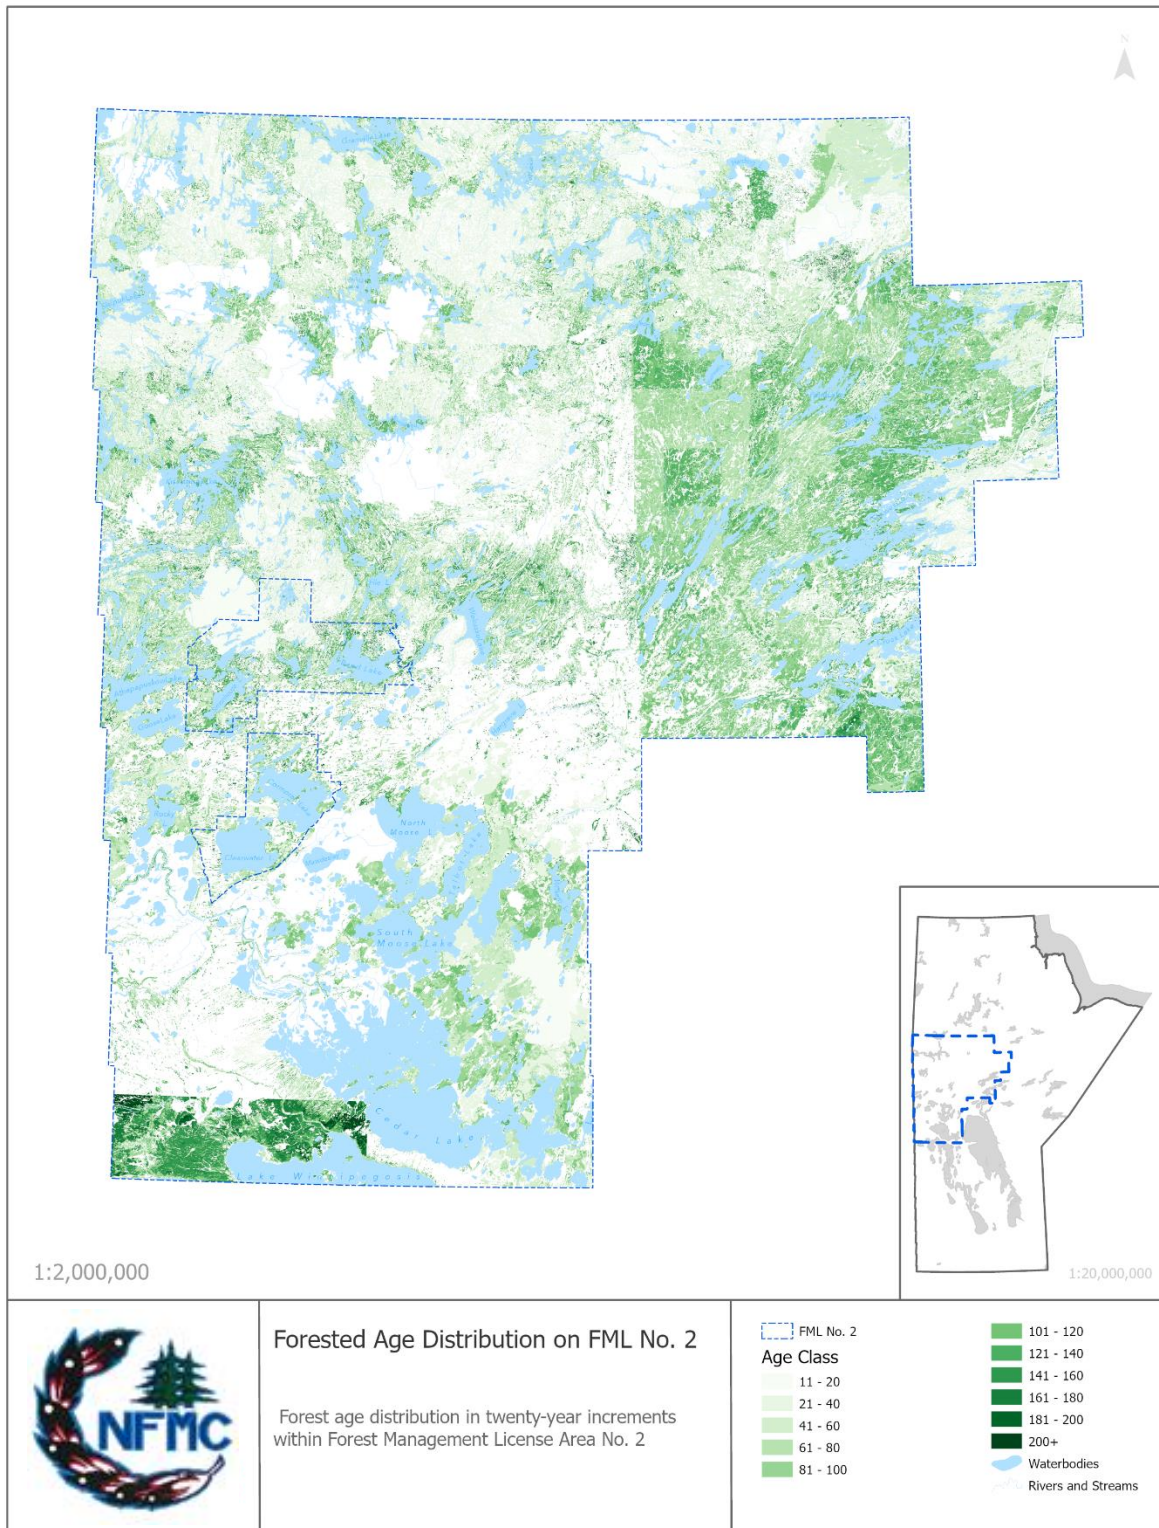 N
North
Moose L
Clearwater L
South
Moose Lake
Cedar Lake
Lake Winnipegosis
1:2,000,000
1:20,000,000
NFMC
Forested Age Distribution on FML No. 2
Forest age distribution in twenty-year increments
within Forest Management License Area No. 2
FML No. 2
Age Class
11 - 20
21 - 40
41 - 60
61 - 80
81 - 100
101 - 120
121 - 140
141 - 160
161 - 180
181 - 200
200+
Waterbodies
Rivers and Streams